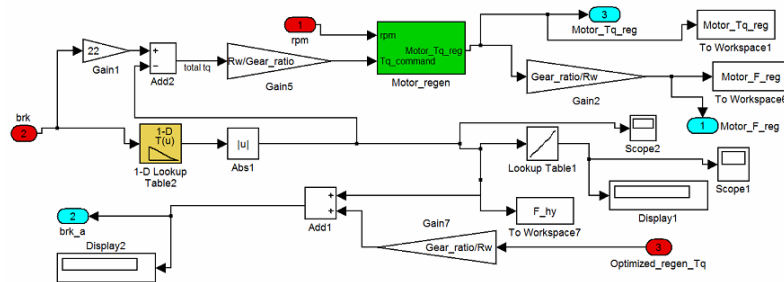 1
rpm
3
Motor_Tq_reg
Motor_Tq_reg
To Workspace1
22
Gain1
+
−
Add2
total tq
Rw/Gear_ratio
Gain5
rpm
Motor_Tq_reg
Tq_command
Motor_regen
Gear_ratio/Rw
Gain2
Motor_F_reg
To Workspace6
1
Motor_F_reg
brk
2
1-D T(u)
1-D Lookup
Table2
|u|
Abs1
Lookup Table1
Scope2
Scope1
Display1
+
+
Add1
F_hy
To Workspace7
Gain7
Gear_ratio/Rw
3
Optimized_regen_Tq
2
brk_a
Display2